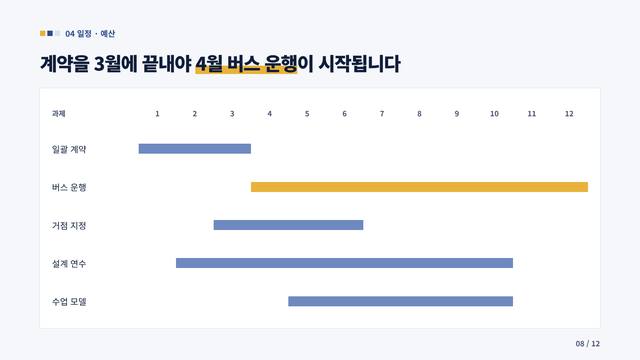 04 일정 · 예산
계약을 3월에 끝내야 4월 버스 운행이 시작됩니다
과제 1 2 3 4 5 6 7 8 9 10 11 12
일괄 계약
버스 운행
거점 지정
설계 연수
수업 모델
08 / 12